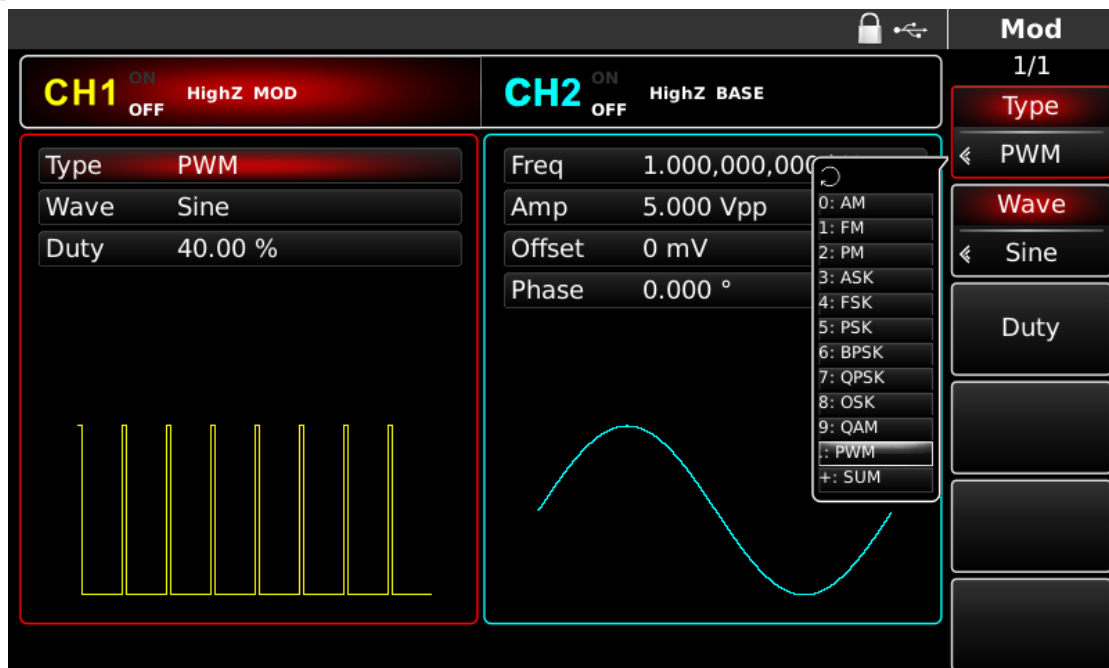 Mod
1/1
CH1 ON OFF HighZ MOD
CH2 ON OFF HighZ BASE
Type PWM
Wave Sine
Duty 40.00 %
Freq 1.000,000,000
Amp 5.000 Vpp
Offset 0 mV
Phase 0.000 °
0: AM
1: FM
2: PM
3: ASK
4: FSK
5: PSK
6: BPSK
7: QPSK
8: OSK
9: QAM
.: PWM
+: SUM
Type
PWM
Wave
Sine
Duty